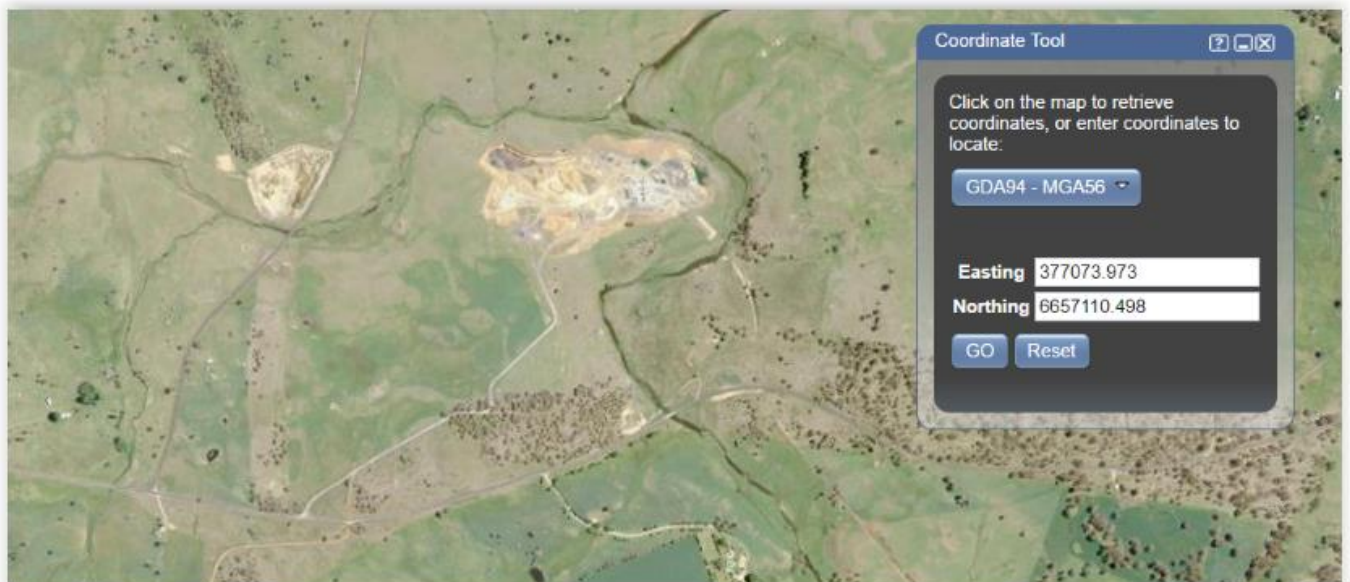 Coordinate Tool
Click on the map to retrieve
coordinates, or enter coordinates to
locate:
GDA94 - MGA56
Easting 377073.973
Northing 6657110.498
GO Reset